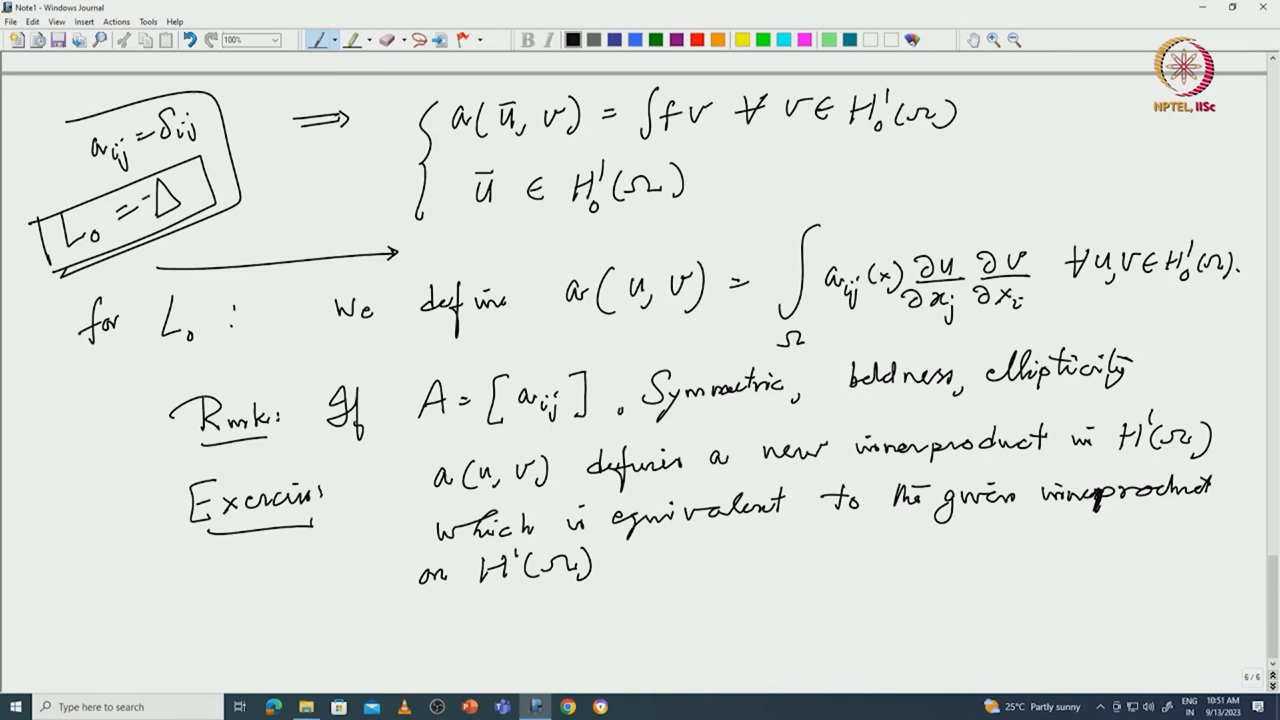 Note1 - Windows Journal
File Edit View Insert Actions Tools Help
100%
NPTEL, IISc
a_ij = δ_ij ⟹ { a(ū, v) = ∫fv ∀ v ∈ H¹₀(Ω)
L₀ = -Δ ū ∈ H¹₀(Ω)
for L₀ : We define a(u, v) = ∫_Ω a_ij(x) ∂u/∂x_j ∂v/∂x_i ∀ u,v ∈ H¹₀(Ω).
Rmk: If A = [a_ij]. Symmetric, bddness, ellipticity
Exercise: a(u, v) defines a new innerproduct in H¹(Ω)
which is equivalent to the given innerproduct
on H¹(Ω)
6 / 6
Type here to search
25°C Partly sunny
ENG
IN
10:51 AM
9/13/2023